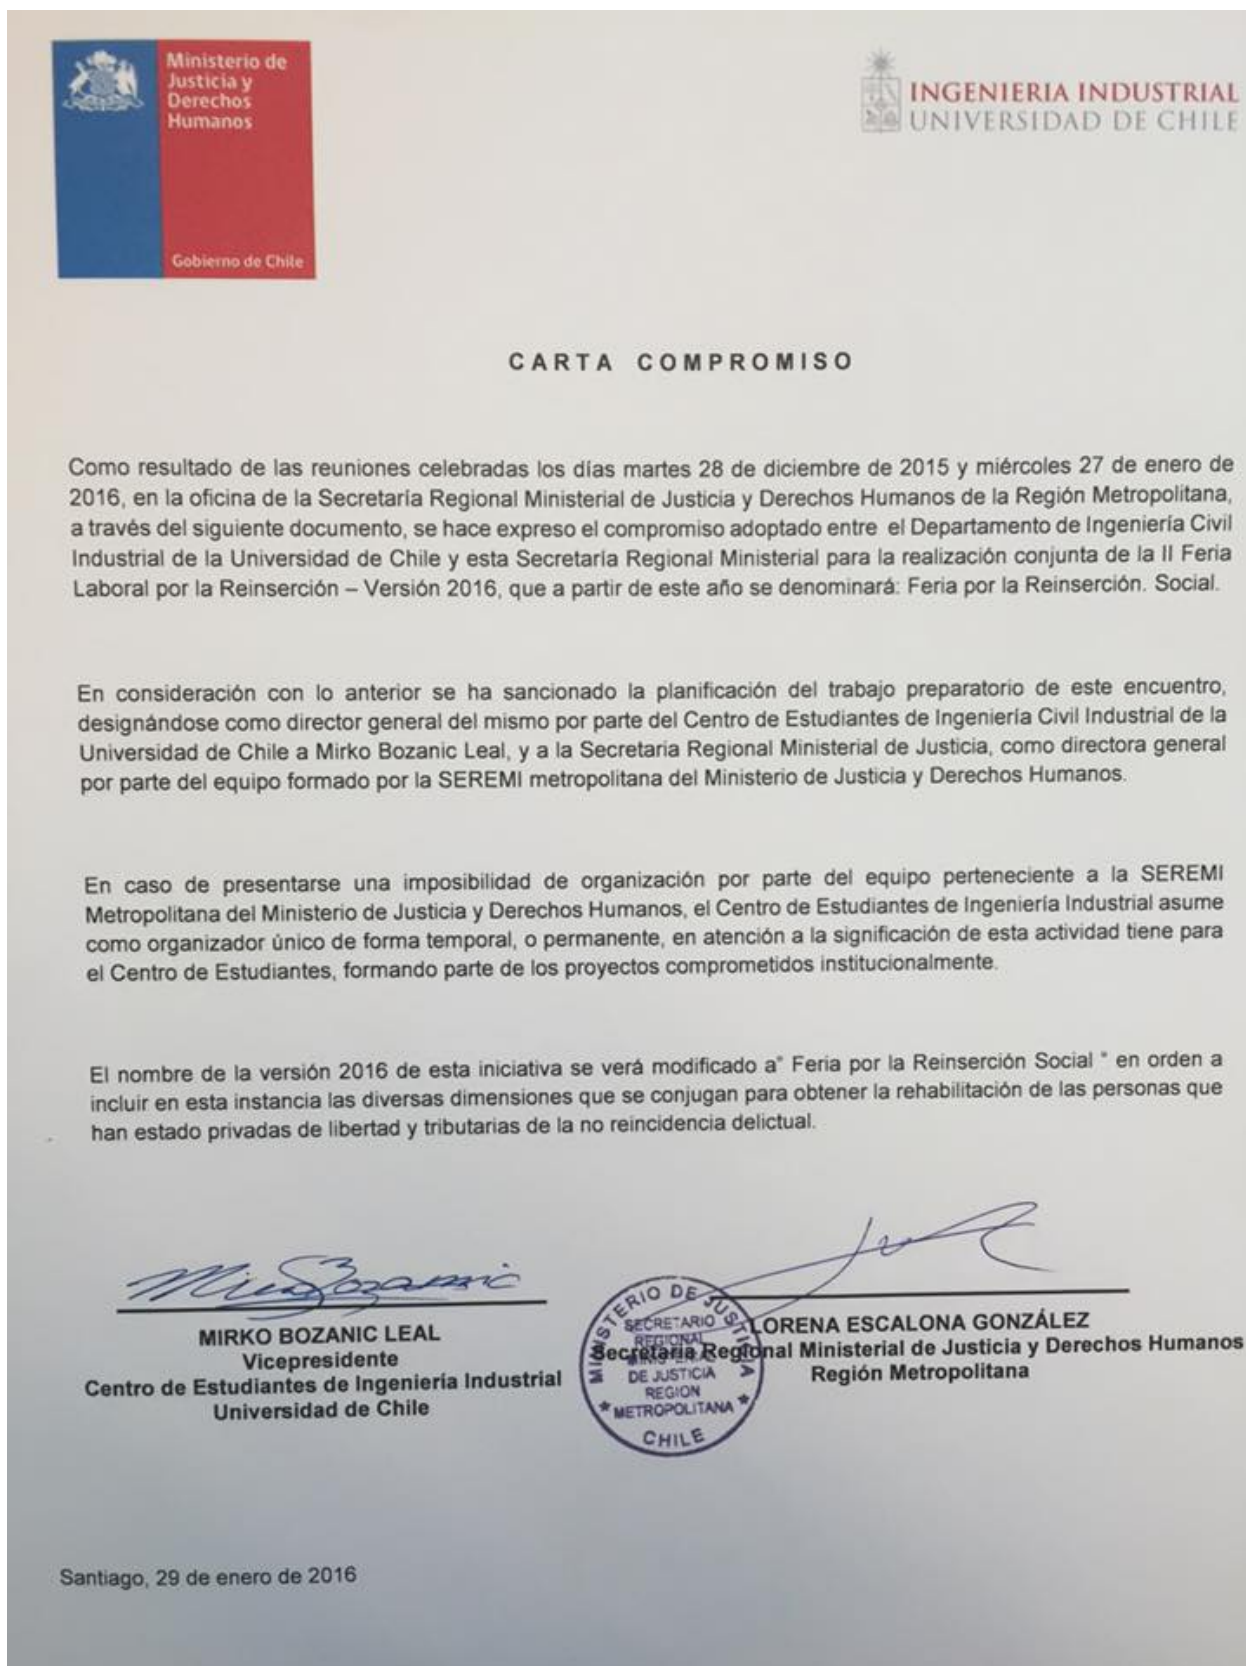 Ministerio de
Justicia y
Derechos
Humanos
Gobierno de Chile
INGENIERIA INDUSTRIAL
UNIVERSIDAD DE CHILE
CARTA COMPROMISO
Como resultado de las reuniones celebradas los días martes 28 de diciembre de 2015 y miércoles 27 de enero de
2016, en la oficina de la Secretaría Regional Ministerial de Justicia y Derechos Humanos de la Región Metropolitana,
a través del siguiente documento, se hace expreso el compromiso adoptado entre el Departamento de Ingeniería Civil
Industrial de la Universidad de Chile y esta Secretaría Regional Ministerial para la realización conjunta de la II Feria
Laboral por la Reinserción – Versión 2016, que a partir de este año se denominará: Feria por la Reinserción. Social.
En consideración con lo anterior se ha sancionado la planificación del trabajo preparatorio de este encuentro,
designándose como director general del mismo por parte del Centro de Estudiantes de Ingeniería Civil Industrial de la
Universidad de Chile a Mirko Bozanic Leal, y a la Secretaria Regional Ministerial de Justicia, como directora general
por parte del equipo formado por la SEREMI metropolitana del Ministerio de Justicia y Derechos Humanos.
En caso de presentarse una imposibilidad de organización por parte del equipo perteneciente a la SEREMI
Metropolitana del Ministerio de Justicia y Derechos Humanos, el Centro de Estudiantes de Ingeniería Industrial asume
como organizador único de forma temporal, o permanente, en atención a la significación de esta actividad tiene para
el Centro de Estudiantes, formando parte de los proyectos comprometidos institucionalmente.
El nombre de la versión 2016 de esta iniciativa se verá modificado a" Feria por la Reinserción Social " en orden a
incluir en esta instancia las diversas dimensiones que se conjugan para obtener la rehabilitación de las personas que
han estado privadas de libertad y tributarias de la no reincidencia delictual.
MIRKO BOZANIC LEAL
Vicepresidente
Centro de Estudiantes de Ingeniería Industrial
Universidad de Chile
MINISTERIO DE JUSTICIA
SECRETARIO
REGIONAL
MINISTERIAL
DE JUSTICIA
REGION
METROPOLITANA
CHILE
LORENA ESCALONA GONZÁLEZ
Secretaria Regional Ministerial de Justicia y Derechos Humanos
Región Metropolitana
Santiago, 29 de enero de 2016